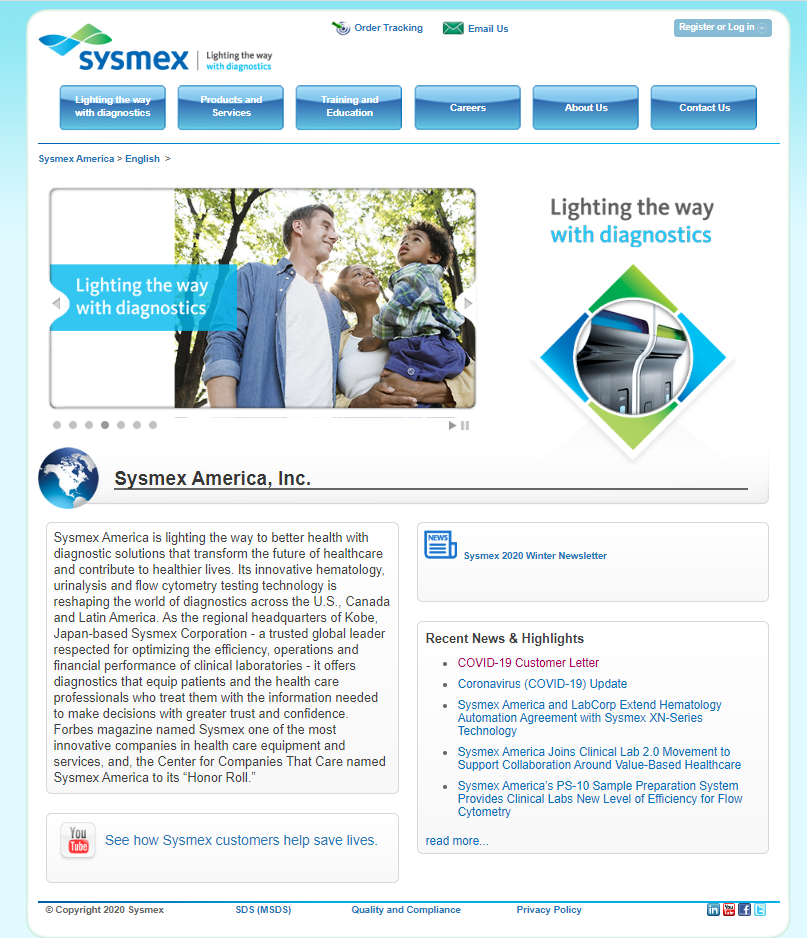 Order Tracking
Email Us
Register or Log in
sysmex
Lighting the way
with diagnostics
Lighting the way
with diagnostics
Products and
Services
Training and
Education
Careers
About Us
Contact Us
Sysmex America > English >
Lighting the way
with diagnostics
Lighting the way
with diagnostics
Sysmex America, Inc.
Sysmex America is lighting the way to better health with
diagnostic solutions that transform the future of healthcare
and contribute to healthier lives. Its innovative hematology,
urinalysis and flow cytometry testing technology is
reshaping the world of diagnostics across the U.S., Canada
and Latin America. As the regional headquarters of Kobe,
Japan-based Sysmex Corporation - a trusted global leader
respected for optimizing the efficiency, operations and
financial performance of clinical laboratories - it offers
diagnostics that equip patients and the health care
professionals who treat them with the information needed
to make decisions with greater trust and confidence.
Forbes magazine named Sysmex one of the most
innovative companies in health care equipment and
services, and, the Center for Companies That Care named
Sysmex America to its “Honor Roll.”
You
Tube
See how Sysmex customers help save lives.
NEWS
Sysmex 2020 Winter Newsletter
Recent News & Highlights
COVID-19 Customer Letter
Coronavirus (COVID-19) Update
Sysmex America and LabCorp Extend Hematology
Automation Agreement with Sysmex XN-Series
Technology
Sysmex America Joins Clinical Lab 2.0 Movement to
Support Collaboration Around Value-Based Healthcare
Sysmex America’s PS-10 Sample Preparation System
Provides Clinical Labs New Level of Efficiency for Flow
Cytometry
read more...
© Copyright 2020 Sysmex
SDS (MSDS)
Quality and Compliance
Privacy Policy